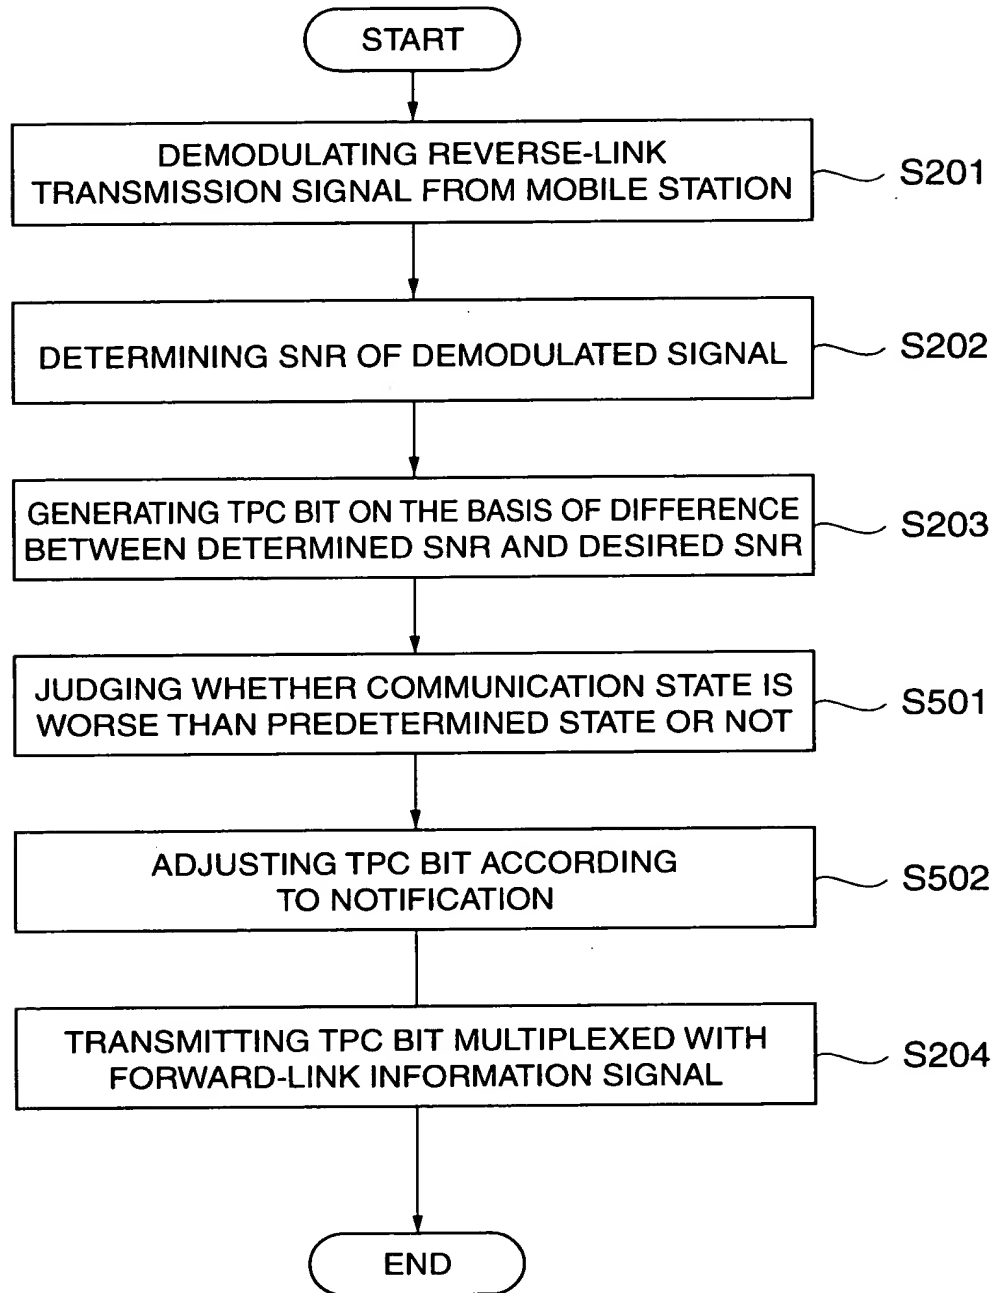 START
DEMODULATING REVERSE-LINK
TRANSMISSION SIGNAL FROM MOBILE STATION
S201
DETERMINING SNR OF DEMODULATED SIGNAL
S202
GENERATING TPC BIT ON THE BASIS OF DIFFERENCE
BETWEEN DETERMINED SNR AND DESIRED SNR
S203
JUDGING WHETHER COMMUNICATION STATE IS
WORSE THAN PREDETERMINED STATE OR NOT
S501
ADJUSTING TPC BIT ACCORDING
TO NOTIFICATION
S502
TRANSMITTING TPC BIT MULTIPLEXED WITH
FORWARD-LINK INFORMATION SIGNAL
S204
END